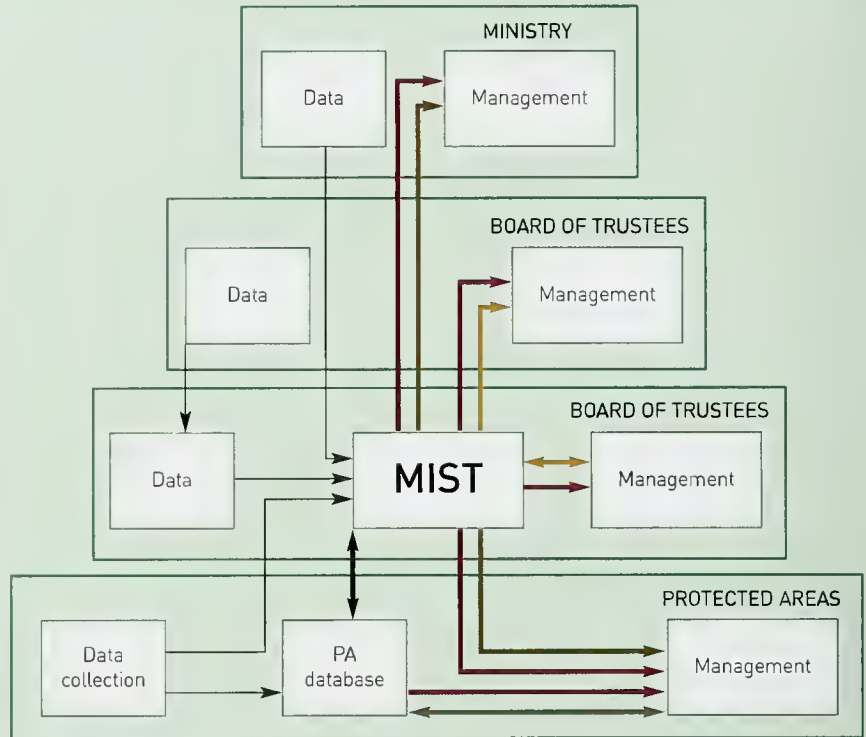 MINISTRY
Data
Management
BOARD OF TRUSTEES
Data
Management
BOARD OF TRUSTEES
Data
MIST
Management
PROTECTED AREAS
Data
collection
PA
database
Management